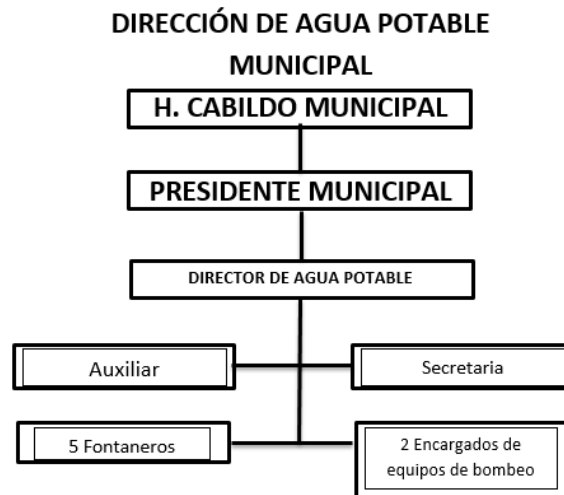 DIRECCIÓN DE AGUA POTABLE
MUNICIPAL
H. CABILDO MUNICIPAL
PRESIDENTE MUNICIPAL
DIRECTOR DE AGUA POTABLE
Auxiliar
Secretaria
5 Fontaneros
2 Encargados de
equipos de bombeo